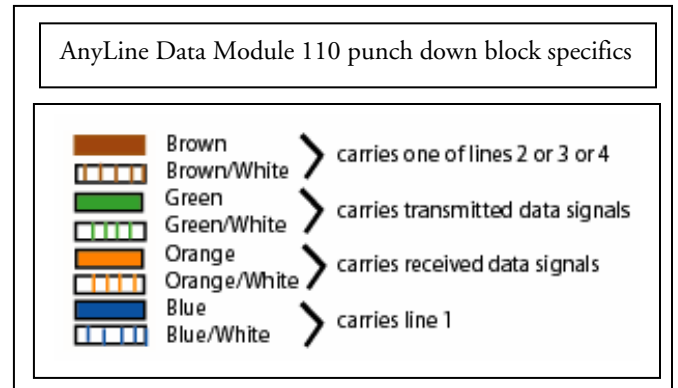 AnyLine Data Module 110 punch down block specifics
Brown
Brown/White
carries one of lines 2 or 3 or 4
Green
Green/White
carries transmitted data signals
Orange
Orange/White
carries received data signals
Blue
Blue/White
carries line 1